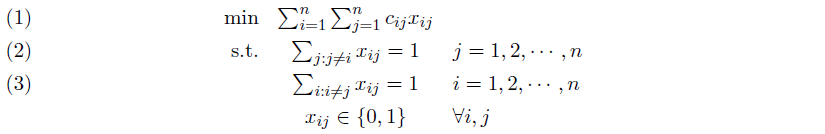 (1) min ∑_{i=1}^{n} ∑_{j=1}^{n} c_{ij} x_{ij}
(2) s.t. ∑_{j:j≠i} x_{ij} = 1 j = 1, 2, ⋯ , n
(3) ∑_{i:i≠j} x_{ij} = 1 i = 1, 2, ⋯ , n
x_{ij} ∈ {0, 1} ∀i, j